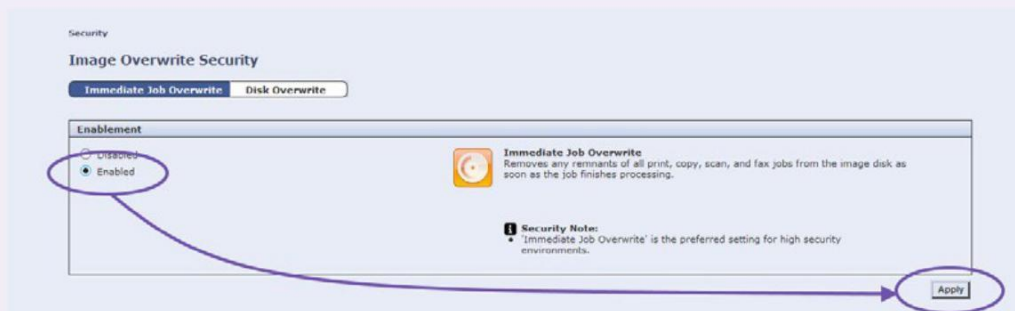 Security
Image Overwrite Security
Immediate Job Overwrite Disk Overwrite
Enablement
Disabled
Enabled
Immediate Job Overwrite
Removes any remnants of all print, copy, scan, and fax jobs from the image disk as
soon as the job finishes processing.
i Security Note:
• 'Immediate Job Overwrite' is the preferred setting for high security
environments.
Apply